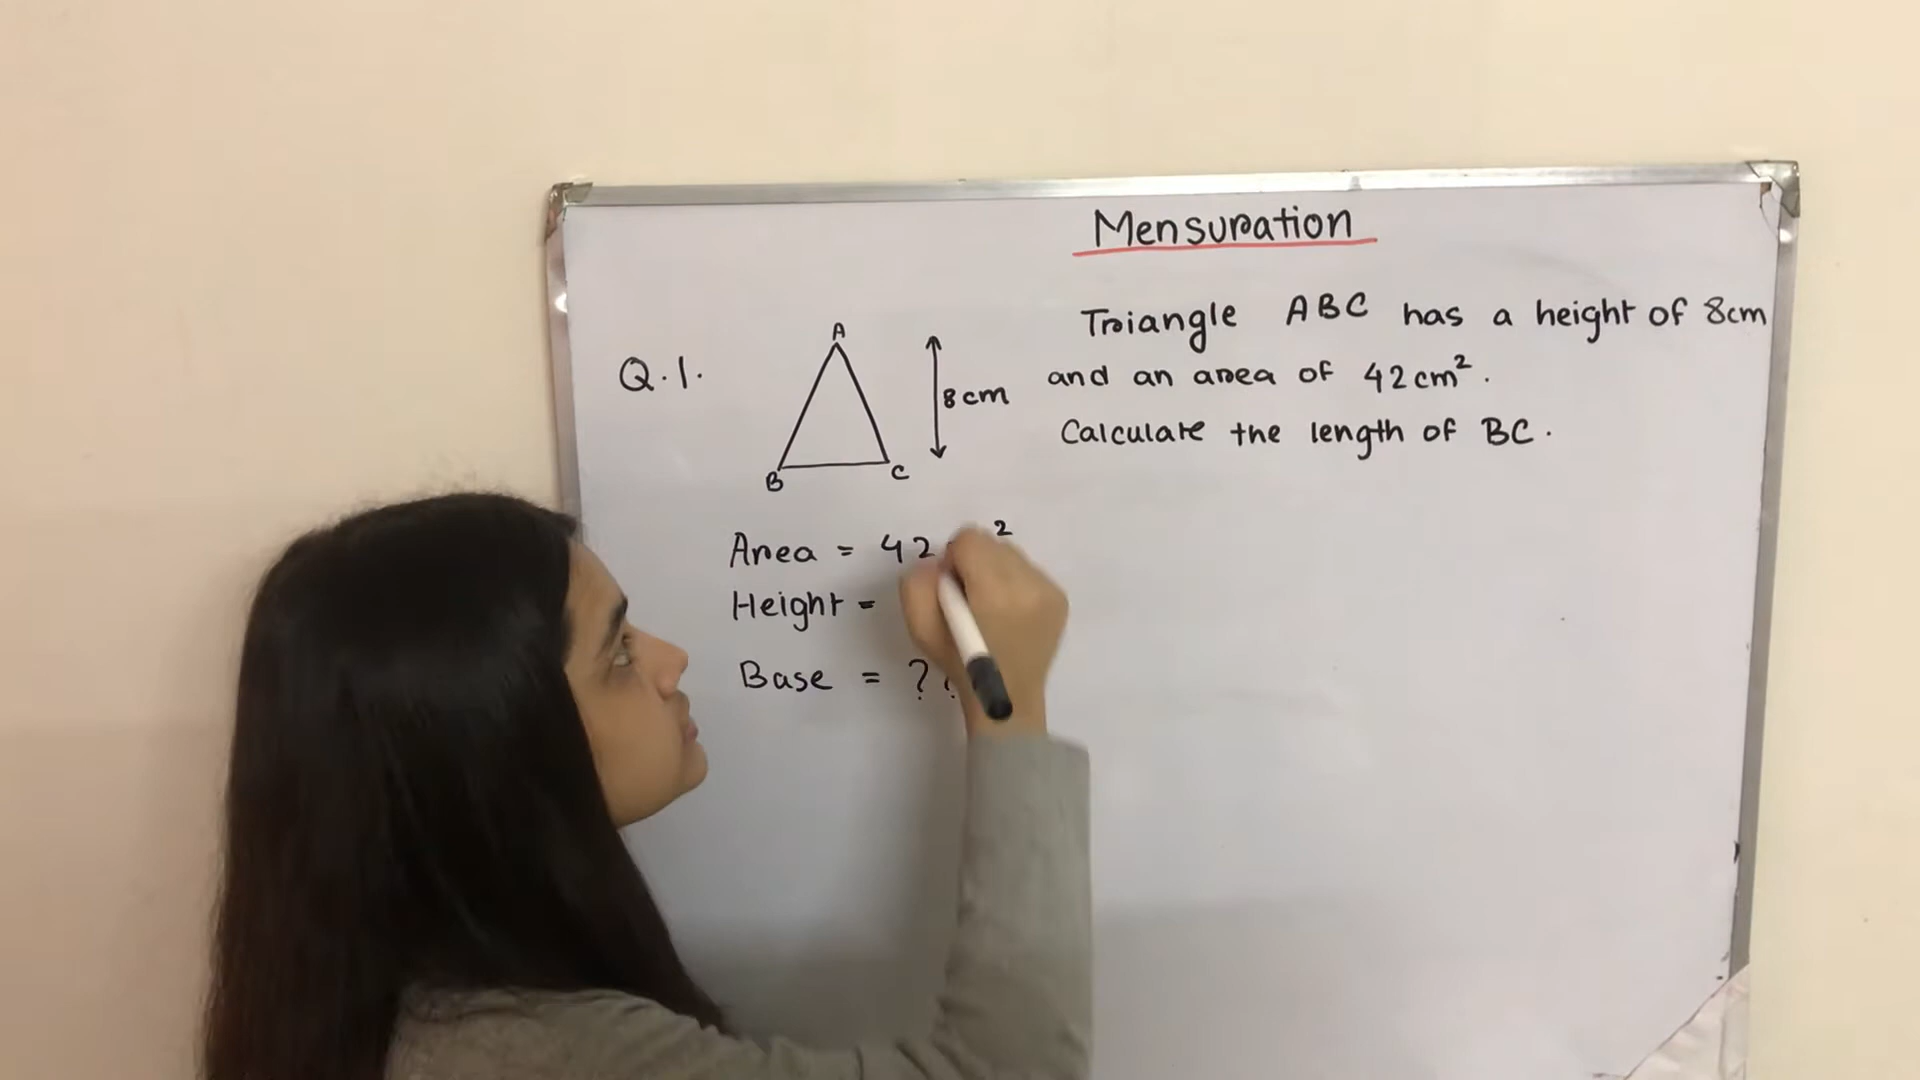 Mensuration
Triangle ABC has a height of 8cm
and an area of 42cm².
Calculate the length of BC.
Q.1.
A
8cm
B
C
Area = 42 ²
Height =
Base = ??